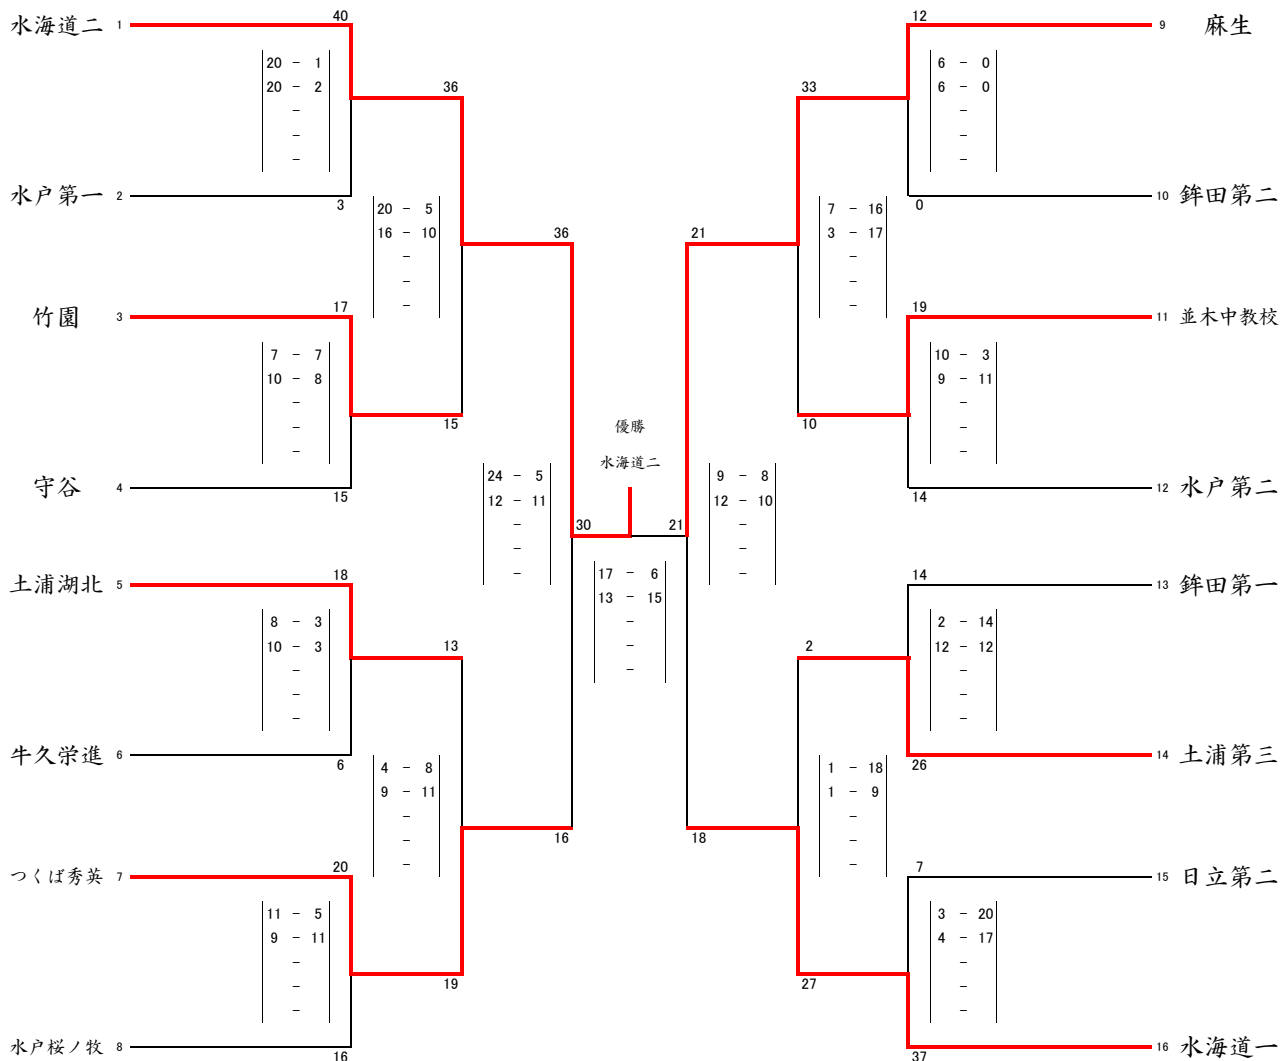 水海道二 1 40
20 - 1
20 - 2
-
-
-
水戸第一 2 3
36
竹園 3 17
7 - 7
10 - 8
-
-
-
守谷 4 15
15
20 - 5
16 - 10
-
-
-
36
土浦湖北 5 18
8 - 3
10 - 3
-
-
-
牛久栄進 6 6
13
つくば秀英 7 20
11 - 5
9 - 11
-
-
-
水戸桜ノ牧 8 16
19
4 - 8
9 - 11
-
-
-
16
24 - 5
12 - 11
-
-
-
30
優勝
水海道二
21
17 - 6
13 - 15
-
-
-
12 9 麻生
6 - 0
6 - 0
-
-
-
0 10 鉾田第二
33
19 11 並木中教校
10 - 3
9 - 11
-
-
-
14 12 水戸第二
10
7 - 16
3 - 17
-
-
-
21
9 - 8
12 - 10
-
-
-
14 13 鉾田第一
2 - 14
12 - 12
-
-
-
26 14 土浦第三
2
7 15 日立第二
3 - 20
4 - 17
-
-
-
37 16 水海道一
27
1 - 18
1 - 9
-
-
-
18